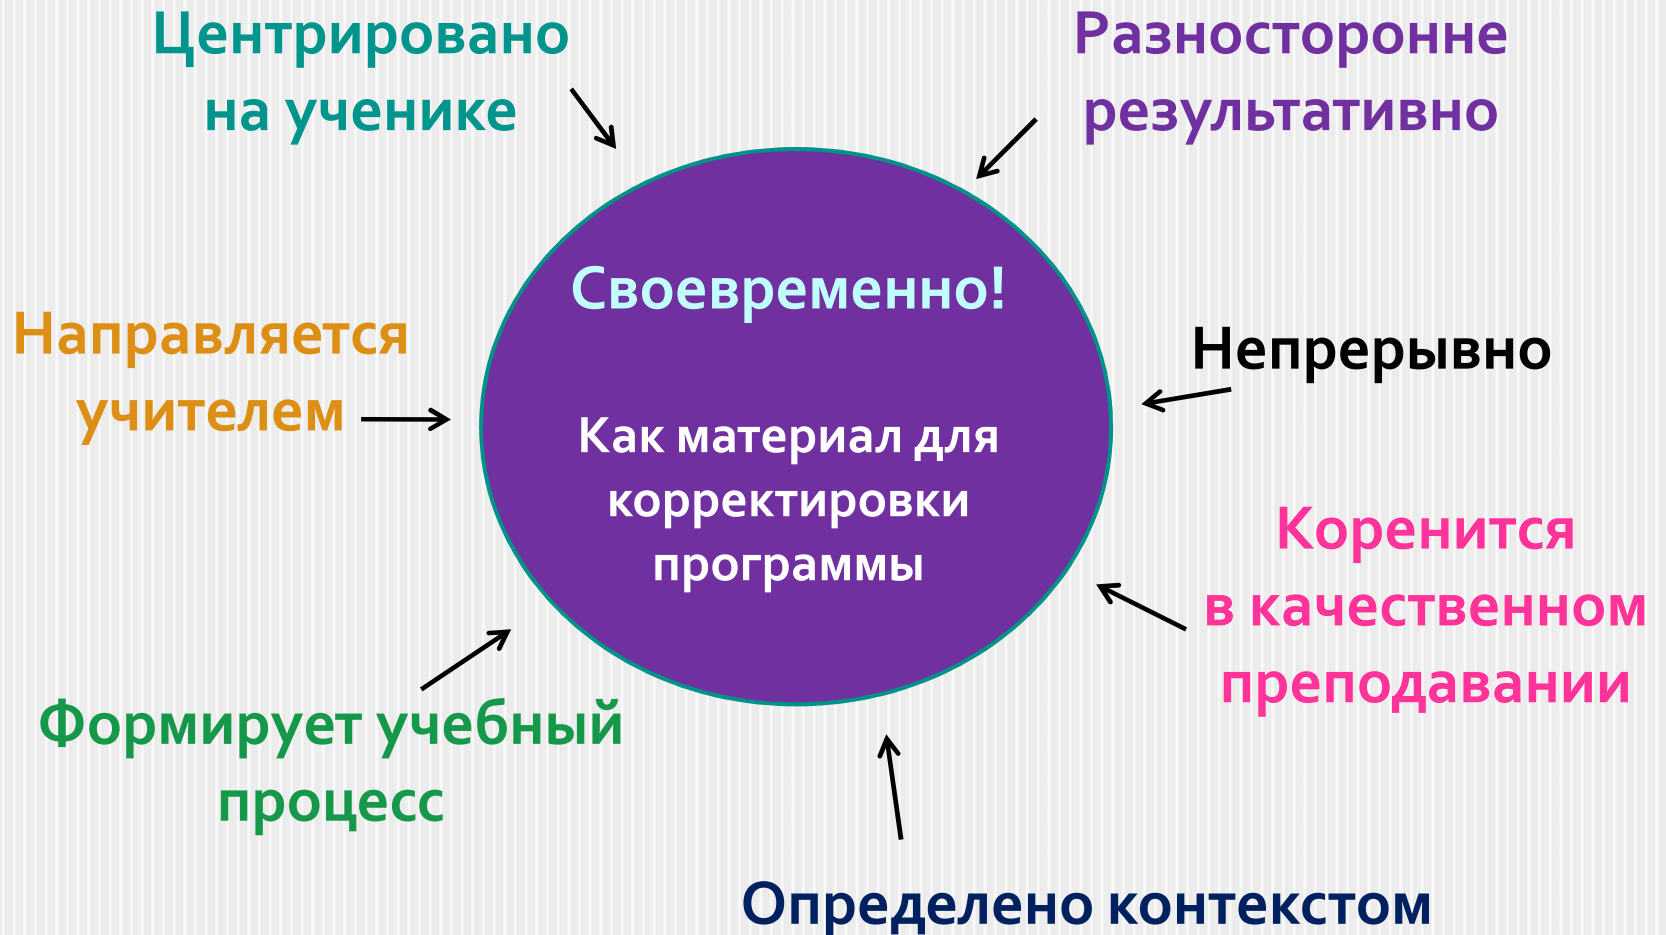 Центрировано
на ученике
Разносторонне
результативно
Своевременно!
Как материал для
корректировки
программы
Направляется
учителем
Непрерывно
Коренится
в качественном
преподавании
Формирует учебный
процесс
Определено контекстом